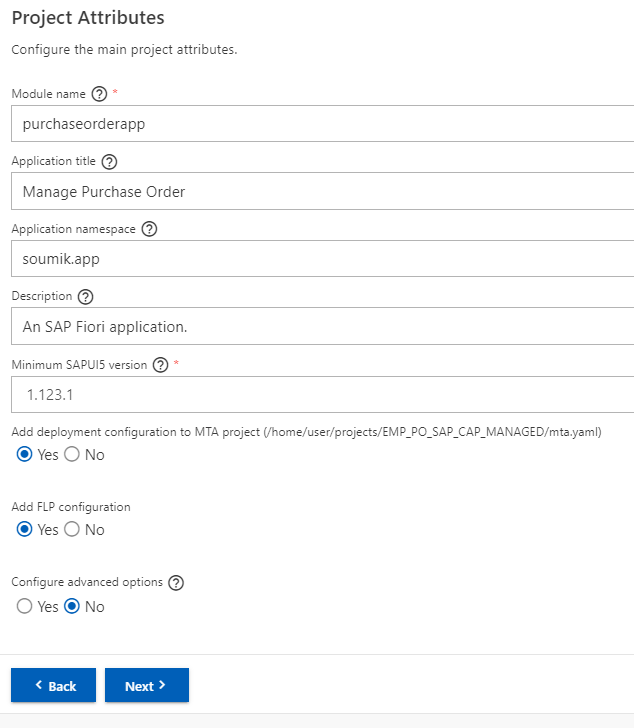 Project Attributes
Configure the main project attributes.
Module name ? *
purchaseorderapp
Application title ?
Manage Purchase Order
Application namespace ?
soumik.app
Description ?
An SAP Fiori application.
Minimum SAPUI5 version ? *
1.123.1
Add deployment configuration to MTA project (/home/user/projects/EMP_PO_SAP_CAP_MANAGED/mta.yaml)
Yes No
Add FLP configuration
Yes No
Configure advanced options ?
Yes No
< Back Next >